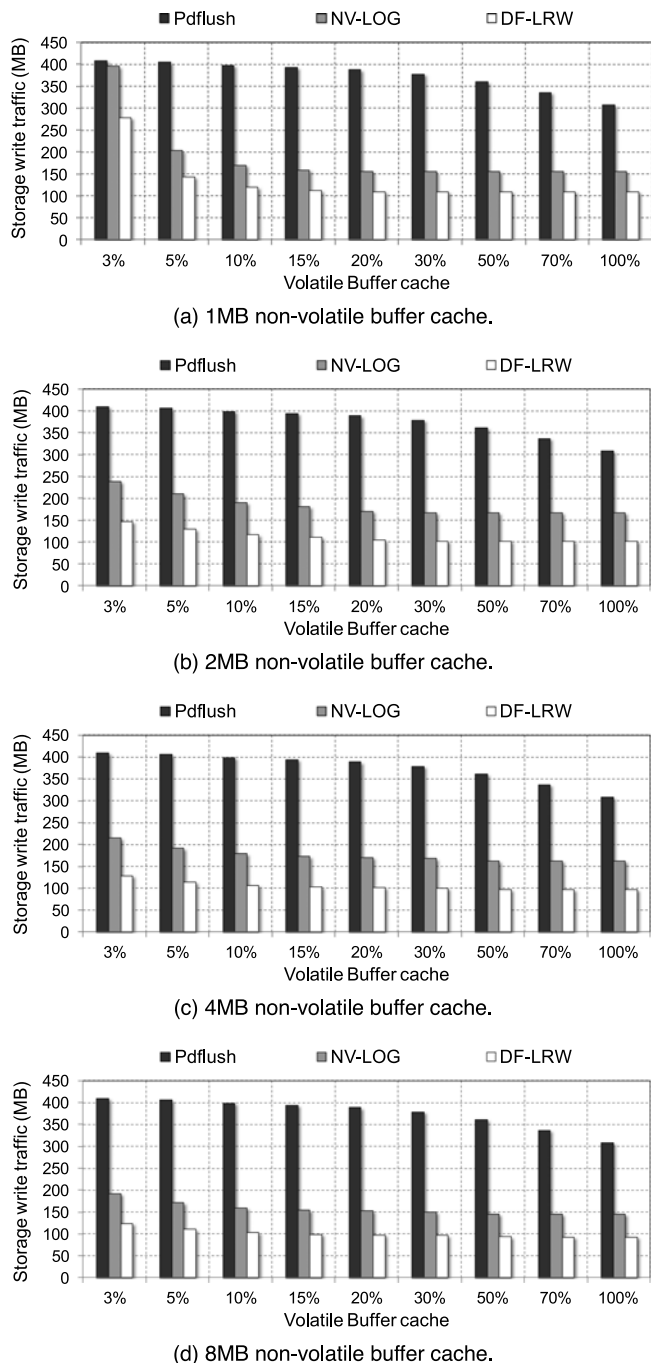 Pdflush NV-LOG DF-LRW
Storage write traffic (MB)
450
400
350
300
250
200
150
100
50
0
3% 5% 10% 15% 20% 30% 50% 70% 100%
Volatile Buffer cache
(a) 1MB non-volatile buffer cache.
Pdflush NV-LOG DF-LRW
Storage write traffic (MB)
450
400
350
300
250
200
150
100
50
0
3% 5% 10% 15% 20% 30% 50% 70% 100%
Volatile Buffer cache
(b) 2MB non-volatile buffer cache.
Pdflush NV-LOG DF-LRW
Storage write traffic (MB)
450
400
350
300
250
200
150
100
50
0
3% 5% 10% 15% 20% 30% 50% 70% 100%
Volatile Buffer cache
(c) 4MB non-volatile buffer cache.
Pdflush NV-LOG DF-LRW
Storage write traffic (MB)
450
400
350
300
250
200
150
100
50
0
3% 5% 10% 15% 20% 30% 50% 70% 100%
Volatile Buffer cache
(d) 8MB non-volatile buffer cache.